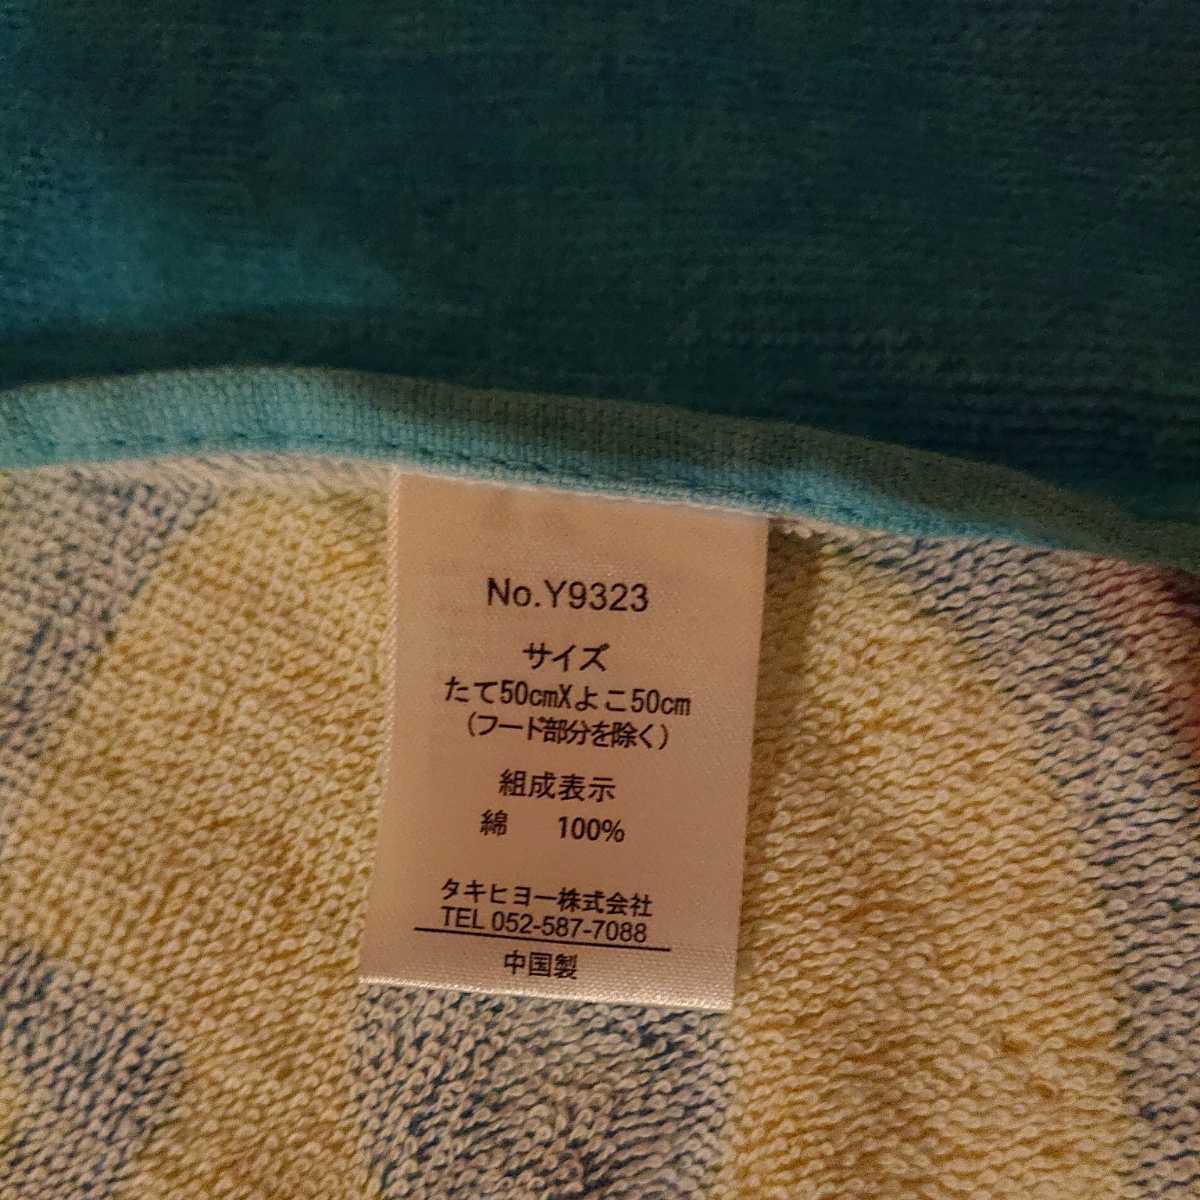 No.Y9323
サイズ
たて50cmXよこ50cm
(フード部分を除く)
組成表示
綿 100%
タキヒヨー株式会社
TEL 052-587-7088
中国製